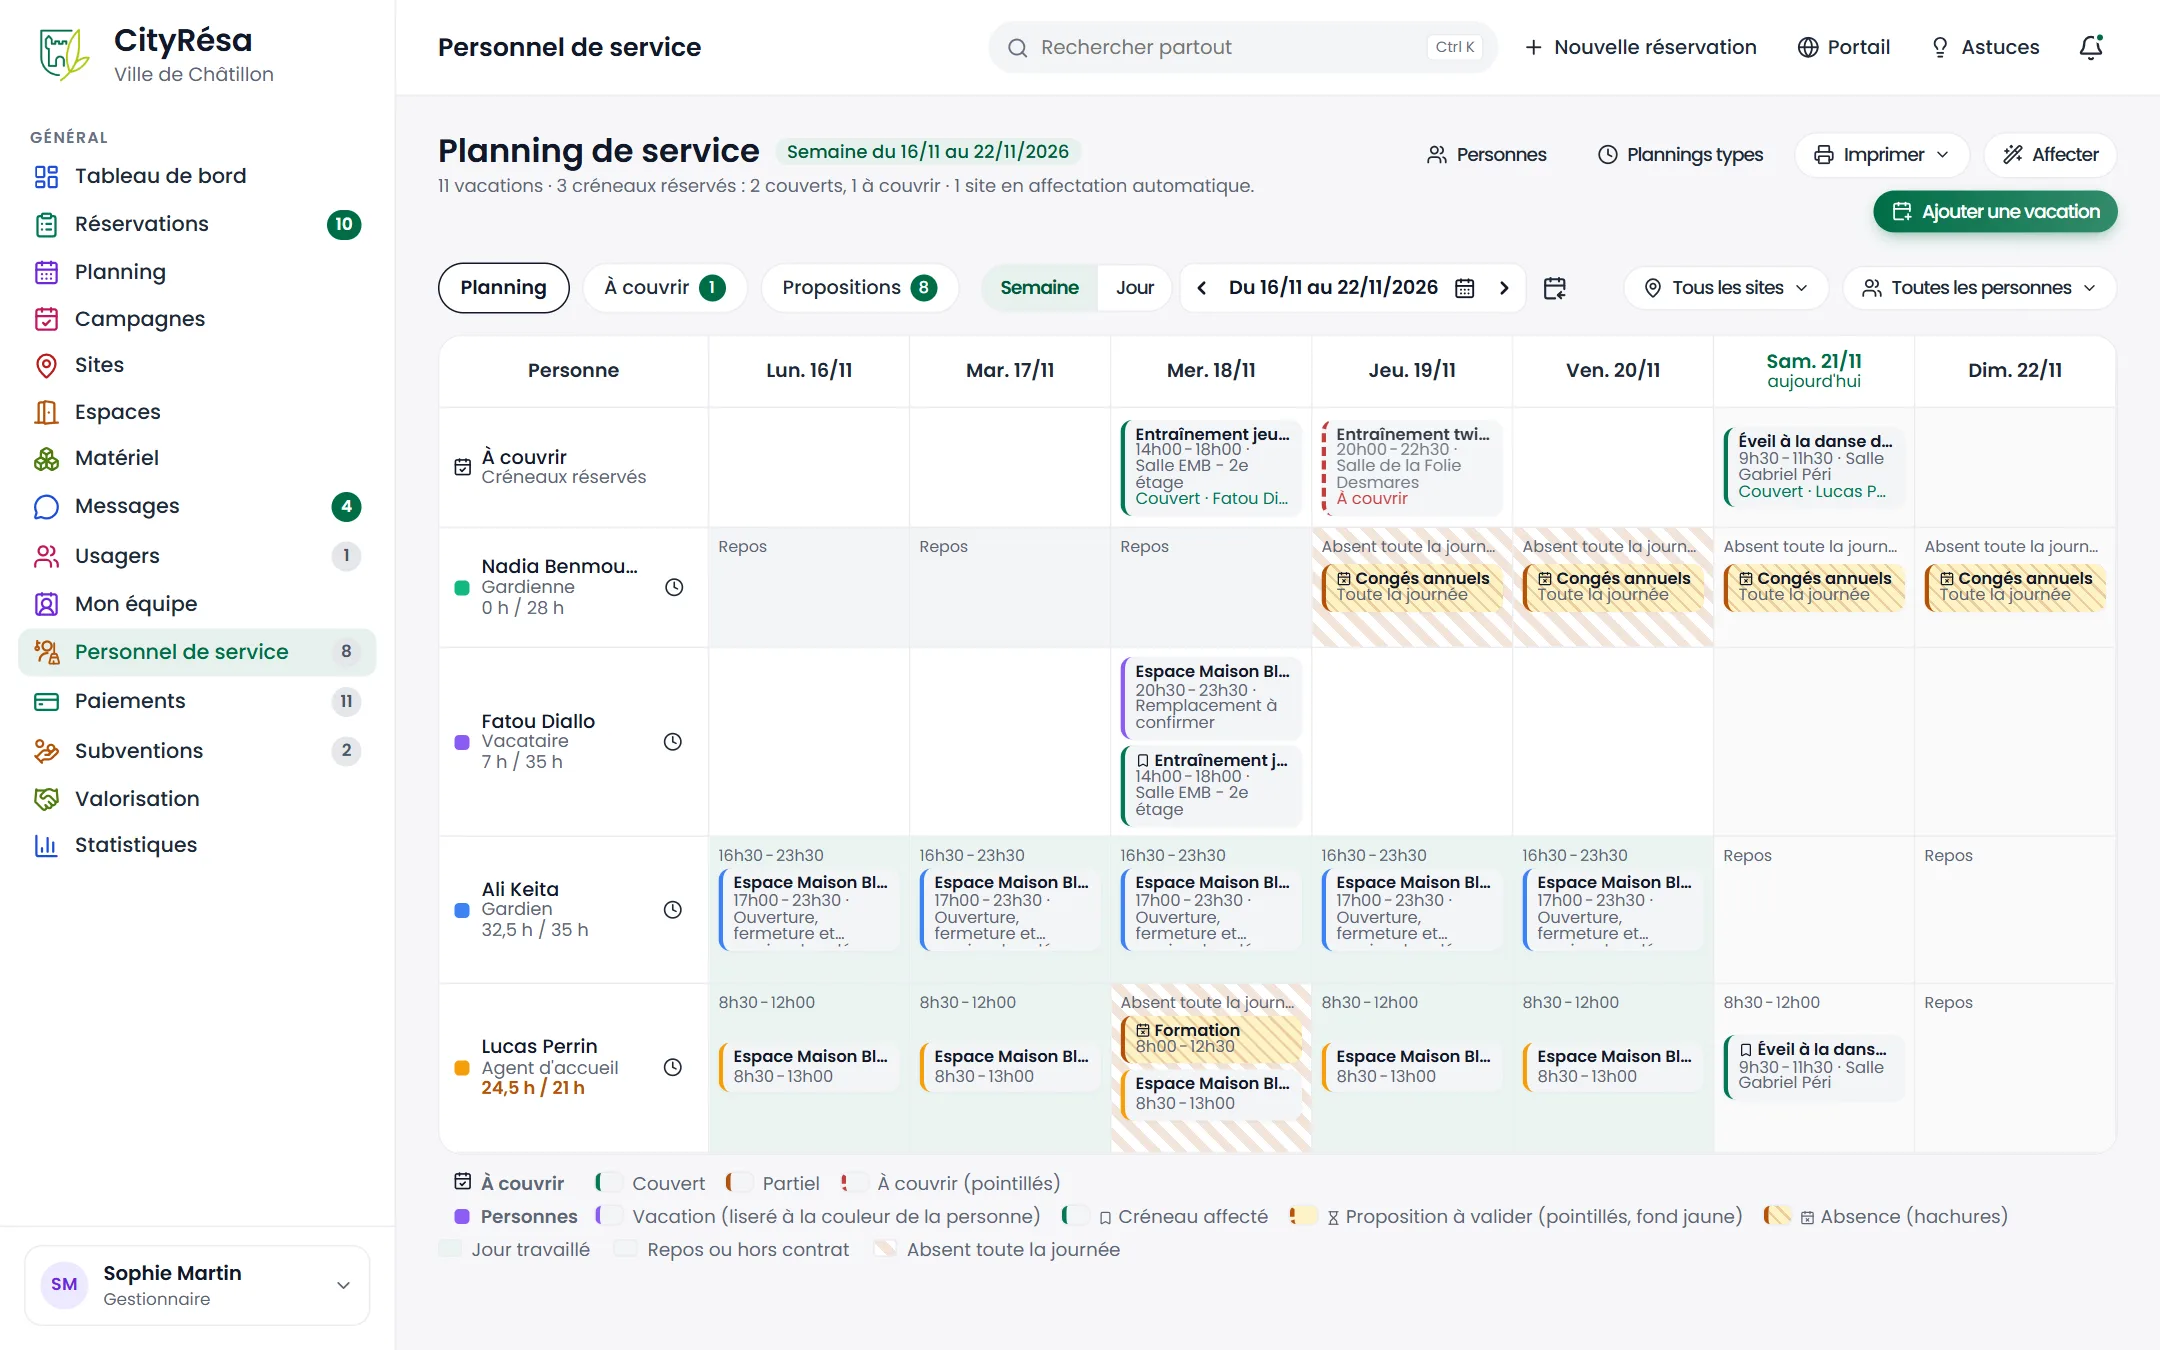 CityRésa
Ville de Châtillon
GÉNÉRAL
Tableau de bord
Réservations 10
Planning
Campagnes
Sites
Espaces
Matériel
Messages 4
Usagers 1
Mon équipe
Personnel de service 8
Paiements 11
Subventions 2
Valorisation
Statistiques
SM
Sophie Martin
Gestionnaire
Personnel de service
Rechercher partout Ctrl K
Nouvelle réservation
Portail
Astuces
Planning de service
Semaine du 16/11 au 22/11/2026
11 vacations · 3 créneaux réservés : 2 couverts, 1 à couvrir · 1 site en affectation automatique.
Personnes
Plannings types
Imprimer
Affecter
Ajouter une vacation
Planning
À couvrir 1
Propositions 8
Semaine
Jour
Du 16/11 au 22/11/2026
Tous les sites
Toutes les personnes
Personne
Lun. 16/11
Mar. 17/11
Mer. 18/11
Jeu. 19/11
Ven. 20/11
Sam. 21/11
aujourd'hui
Dim. 22/11
À couvrir
Créneaux réservés
Entraînement jeu...
14h00-18h00 ·
Salle EMB - 2e
étage
Couvert · Fatou Di...
Entraînement twi...
20h00-22h30 ·
Salle de la Folie
Desmares
À couvrir
Éveil à la danse d...
9h30-11h30 · Salle
Gabriel Péri
Couvert · Lucas P...
Nadia Benmou...
Gardienne
0 h / 28 h
Repos
Repos
Repos
Absent toute la journ...
Congés annuels
Toute la journée
Absent toute la journ...
Congés annuels
Toute la journée
Absent toute la journ...
Congés annuels
Toute la journée
Absent toute la journ...
Congés annuels
Toute la journée
Fatou Diallo
Vacataire
7 h / 35 h
Espace Maison Bl...
20h30-23h30 ·
Remplacement à
confirmer
Entraînement j...
14h00-18h00 ·
Salle EMB - 2e
étage
Ali Keita
Gardien
32,5 h / 35 h
16h30-23h30
Espace Maison Bl...
17h00-23h30 ·
Ouverture,
fermeture et...
16h30-23h30
Espace Maison Bl...
17h00-23h30 ·
Ouverture,
fermeture et...
16h30-23h30
Espace Maison Bl...
17h00-23h30 ·
Ouverture,
fermeture et...
16h30-23h30
Espace Maison Bl...
17h00-23h30 ·
Ouverture,
fermeture et...
16h30-23h30
Espace Maison Bl...
17h00-23h30 ·
Ouverture,
fermeture et...
Repos
Repos
Lucas Perrin
Agent d'accueil
24,5 h / 21 h
8h30-12h00
Espace Maison Bl...
8h30-13h00
8h30-12h00
Espace Maison Bl...
8h30-13h00
Absent toute la journ...
Formation
8h00-12h30
Espace Maison Bl...
8h30-13h00
8h30-12h00
Espace Maison Bl...
8h30-13h00
8h30-12h00
Espace Maison Bl...
8h30-13h00
8h30-12h00
Éveil à la dans...
9h30-11h30 · Salle
Gabriel Péri
Repos
À couvrir Couvert Partiel À couvrir (pointillés)
Personnes Vacation (liseré à la couleur de la personne) Créneau affecté Proposition à valider (pointillés, fond jaune) Absence (hachures)
Jour travaillé Repos ou hors contrat Absent toute la journée